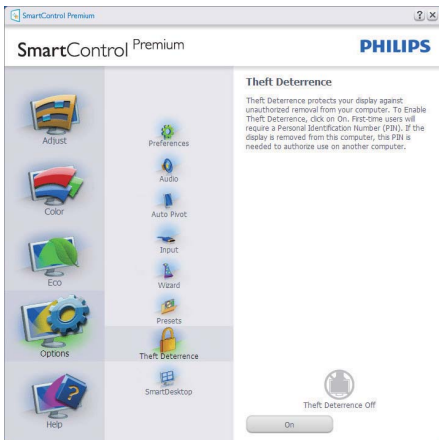 SmartControl Premium
SmartControl Premium
PHILIPS
Adjust
Color
Eco
Options
Help
Preferences
Audio
Auto Pivot
Input
Wizard
Presets
Theft Deterrence
SmartDesktop
Theft Deterrence
Theft Deterrence protects your display against
unauthorized removal from your computer. To Enable
Theft Deterrence, click on On. First-time users will
require a Personal Identification Number (PIN). If the
display is removed from this computer, this PIN is
needed to authorize use on another computer.
Theft Deterrence Off
On